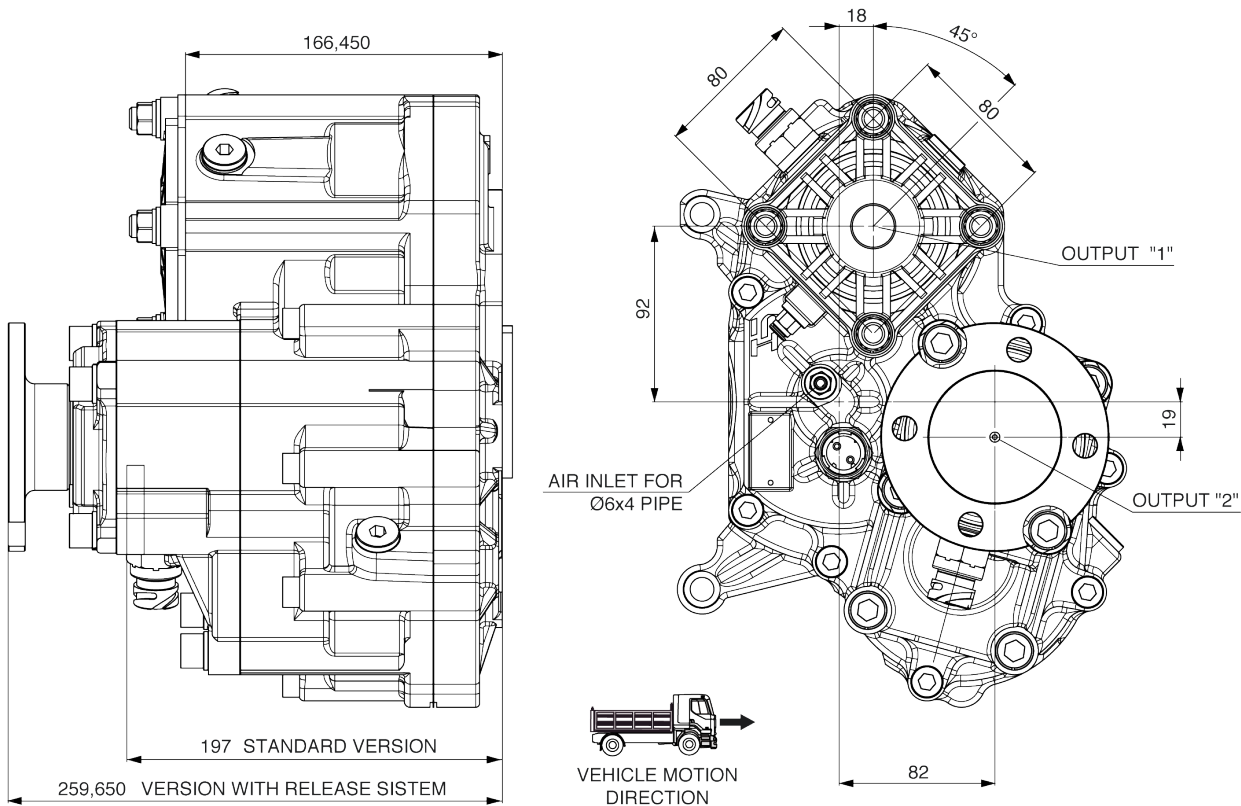 166,450
18
45°
80
80
OUTPUT "1"
92
19
AIR INLET FOR
Ø6x4 PIPE
OUTPUT "2"
197 STANDARD VERSION
259,650 VERSION WITH RELEASE SISTEM
VEHICLE MOTION
DIRECTION
82